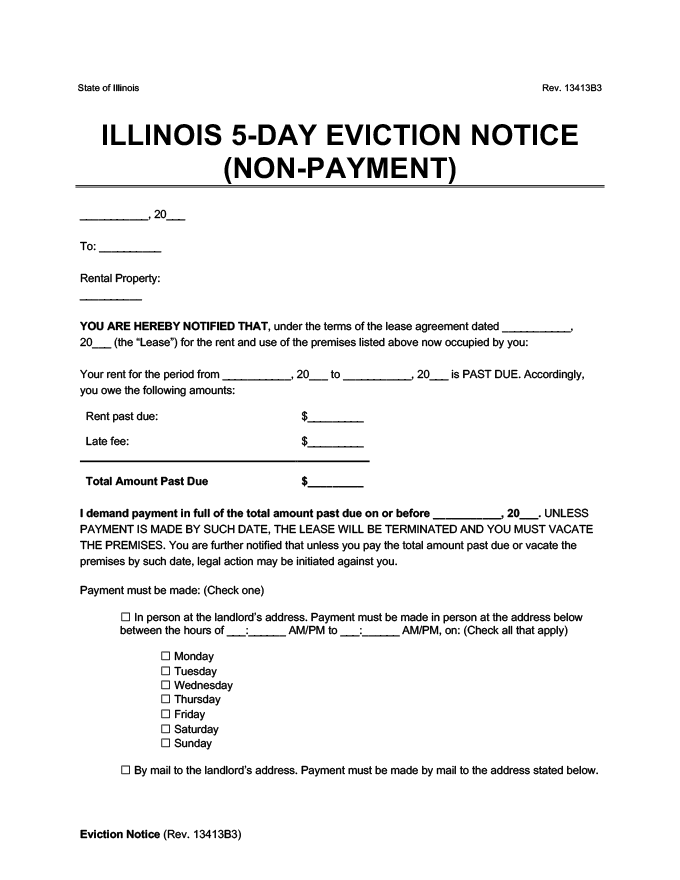 State of Illinois Rev. 13413B3
ILLINOIS 5-DAY EVICTION NOTICE
(NON-PAYMENT)
___________, 20___
To: __________
Rental Property:
__________
YOU ARE HEREBY NOTIFIED THAT, under the terms of the lease agreement dated ___________,
20___ (the “Lease”) for the rent and use of the premises listed above now occupied by you:
Your rent for the period from ___________, 20___ to ___________, 20___ is PAST DUE. Accordingly,
you owe the following amounts:
Rent past due: $_________
Late fee: $_________
Total Amount Past Due $_________
I demand payment in full of the total amount past due on or before ___________, 20___. UNLESS
PAYMENT IS MADE BY SUCH DATE, THE LEASE WILL BE TERMINATED AND YOU MUST VACATE
THE PREMISES. You are further notified that unless you pay the total amount past due or vacate the
premises by such date, legal action may be initiated against you.
Payment must be made: (Check one)
☐ In person at the landlord’s address. Payment must be made in person at the address below
between the hours of ___:______ AM/PM to ___:______ AM/PM, on: (Check all that apply)
☐ Monday
☐ Tuesday
☐ Wednesday
☐ Thursday
☐ Friday
☐ Saturday
☐ Sunday
☐ By mail to the landlord’s address. Payment must be made by mail to the address stated below.
Eviction Notice (Rev. 13413B3)